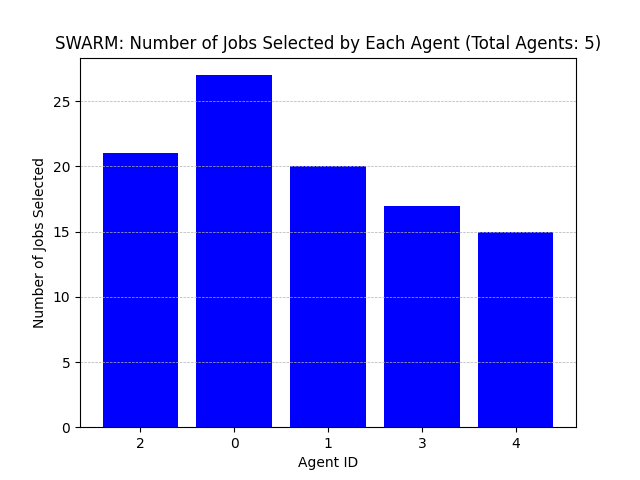 SWARM: Number of Jobs Selected by Each Agent (Total Agents: 5)
Number of Jobs Selected
25
20
15
10
5
0
2 0 1 3 4
Agent ID